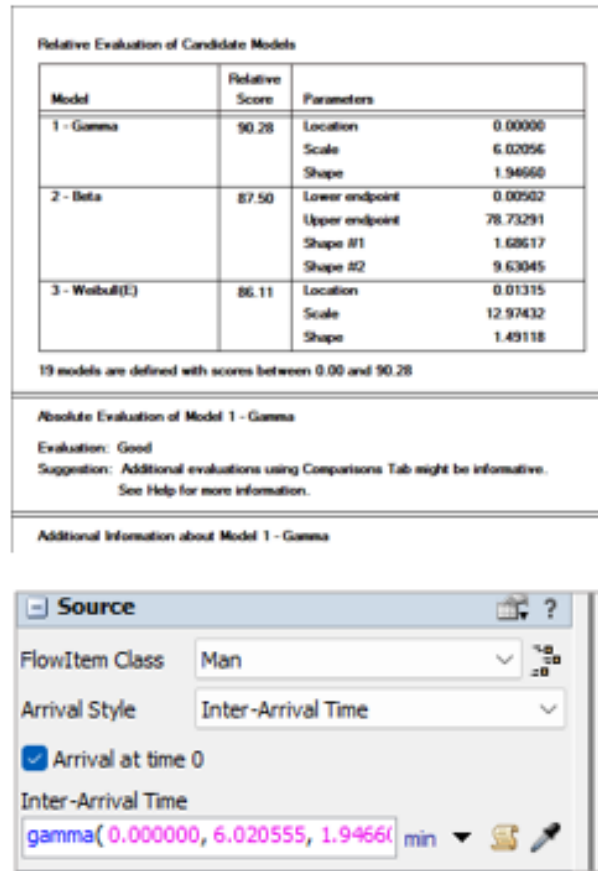 Relative Evaluation of Candidate Models
Relative
Model Score Parameters
1 - Gamma 90.28 Location 0.00000
Scale 6.02056
Shape 1.94660
2 - Beta 87.50 Lower endpoint 0.00502
Upper endpoint 78.73291
Shape #1 1.68617
Shape #2 9.63045
3 - Weibull(E) 86.11 Location 0.01315
Scale 12.97432
Shape 1.49118
19 models are defined with scores between 0.00 and 90.28
Absolute Evaluation of Model 1 - Gamma
Evaluation: Good
Suggestion: Additional evaluations using Comparisons Tab might be informative.
See Help for more information.
Additional Information about Model 1 - Gamma
Source ?
FlowItem Class Man
Arrival Style Inter-Arrival Time
Arrival at time 0
Inter-Arrival Time
gamma( 0.000000, 6.020555, 1.9466( min